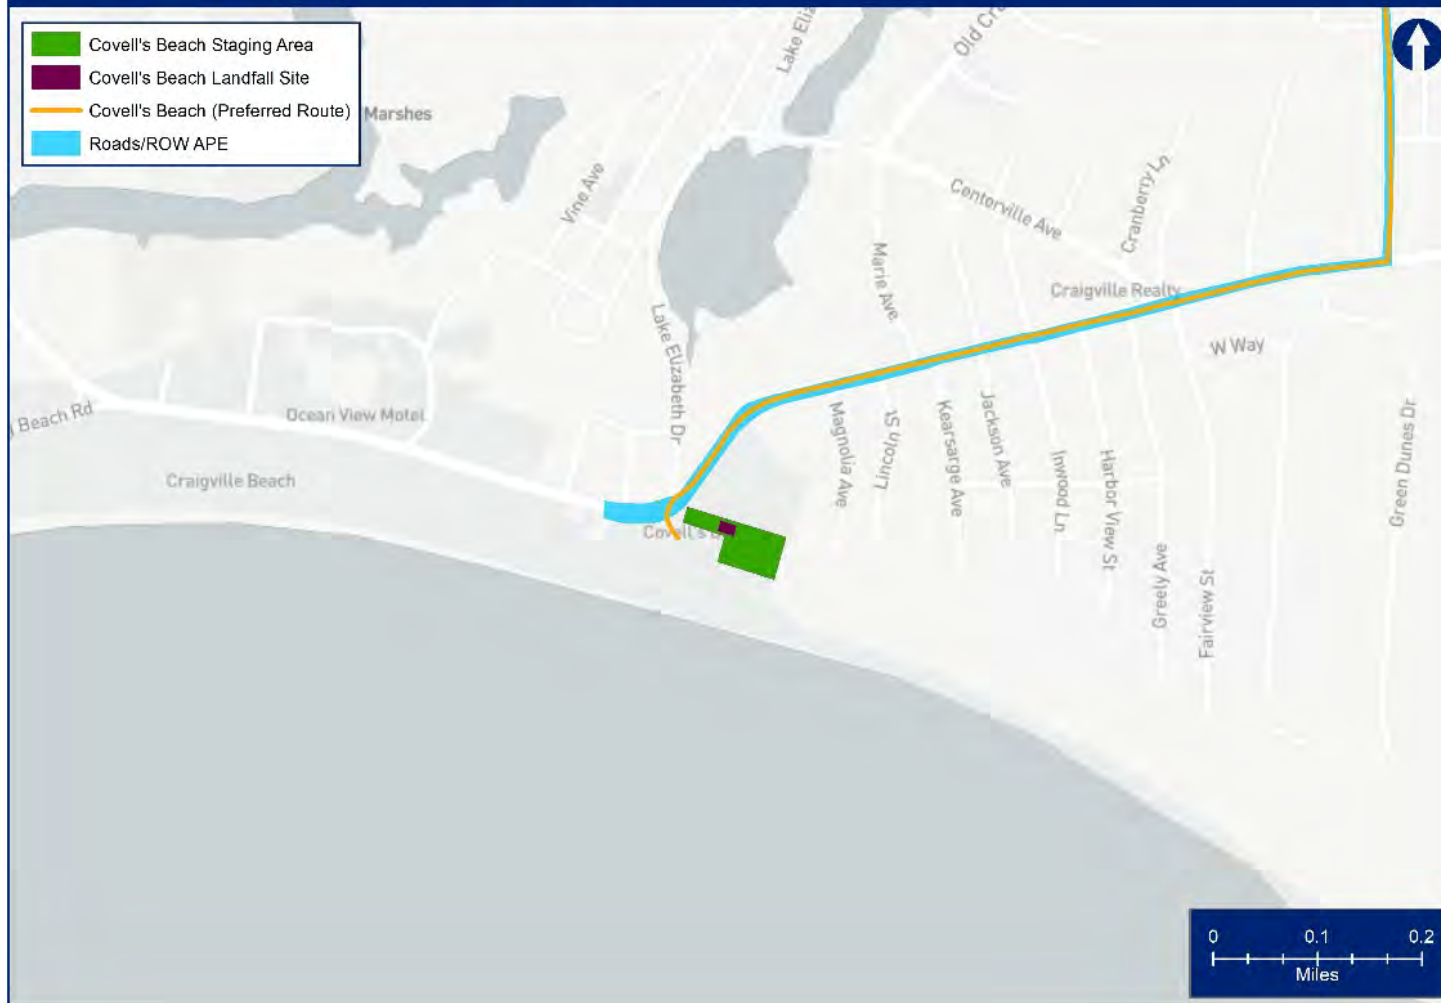 Covell's Beach Staging Area
Covell's Beach Landfall Site
Covell's Beach (Preferred Route)
Roads/ROW APE
Marshes
Lake Eliz
Old Cra
Vine Ave
Centerville Ave
Cranberry Ln
Marie Ave
Craigville Realty
Lake Elizabeth Dr
W Way
Beach Rd
Ocean View Motel
Craigville Beach
Magnolia Ave
Lincoln St
Kearsarge Ave
Jackson Ave
Inwood Ln
Harbor View St
Greely Ave
Fairview St
Green Dunes Dr
Covell's
0 0.1 0.2
Miles